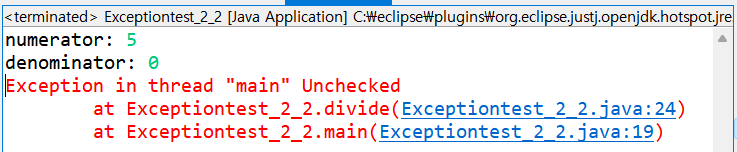 <terminated> Exceptiontest_2_2 [Java Application] C:₩eclipse₩plugins₩org.eclipse.justj.openjdk.hotspot.jre
numerator: 5
denominator: 0
Exception in thread "main" Unchecked
	at Exceptiontest_2_2.divide(Exceptiontest_2_2.java:24)
	at Exceptiontest_2_2.main(Exceptiontest_2_2.java:19)